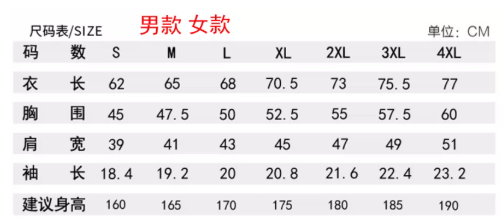 尺码表/SIZE 男款 女款 单位：CM
码数 S M L XL 2XL 3XL 4XL
衣长 62 65 68 70.5 73 75.5 77
胸围 45 47.5 50 52.5 55 57.5 60
肩宽 39 41 43 45 47 49 51
袖长 18.4 19.2 20 20.8 21.6 22.4 23.2
建议身高 160 165 170 175 180 185 190